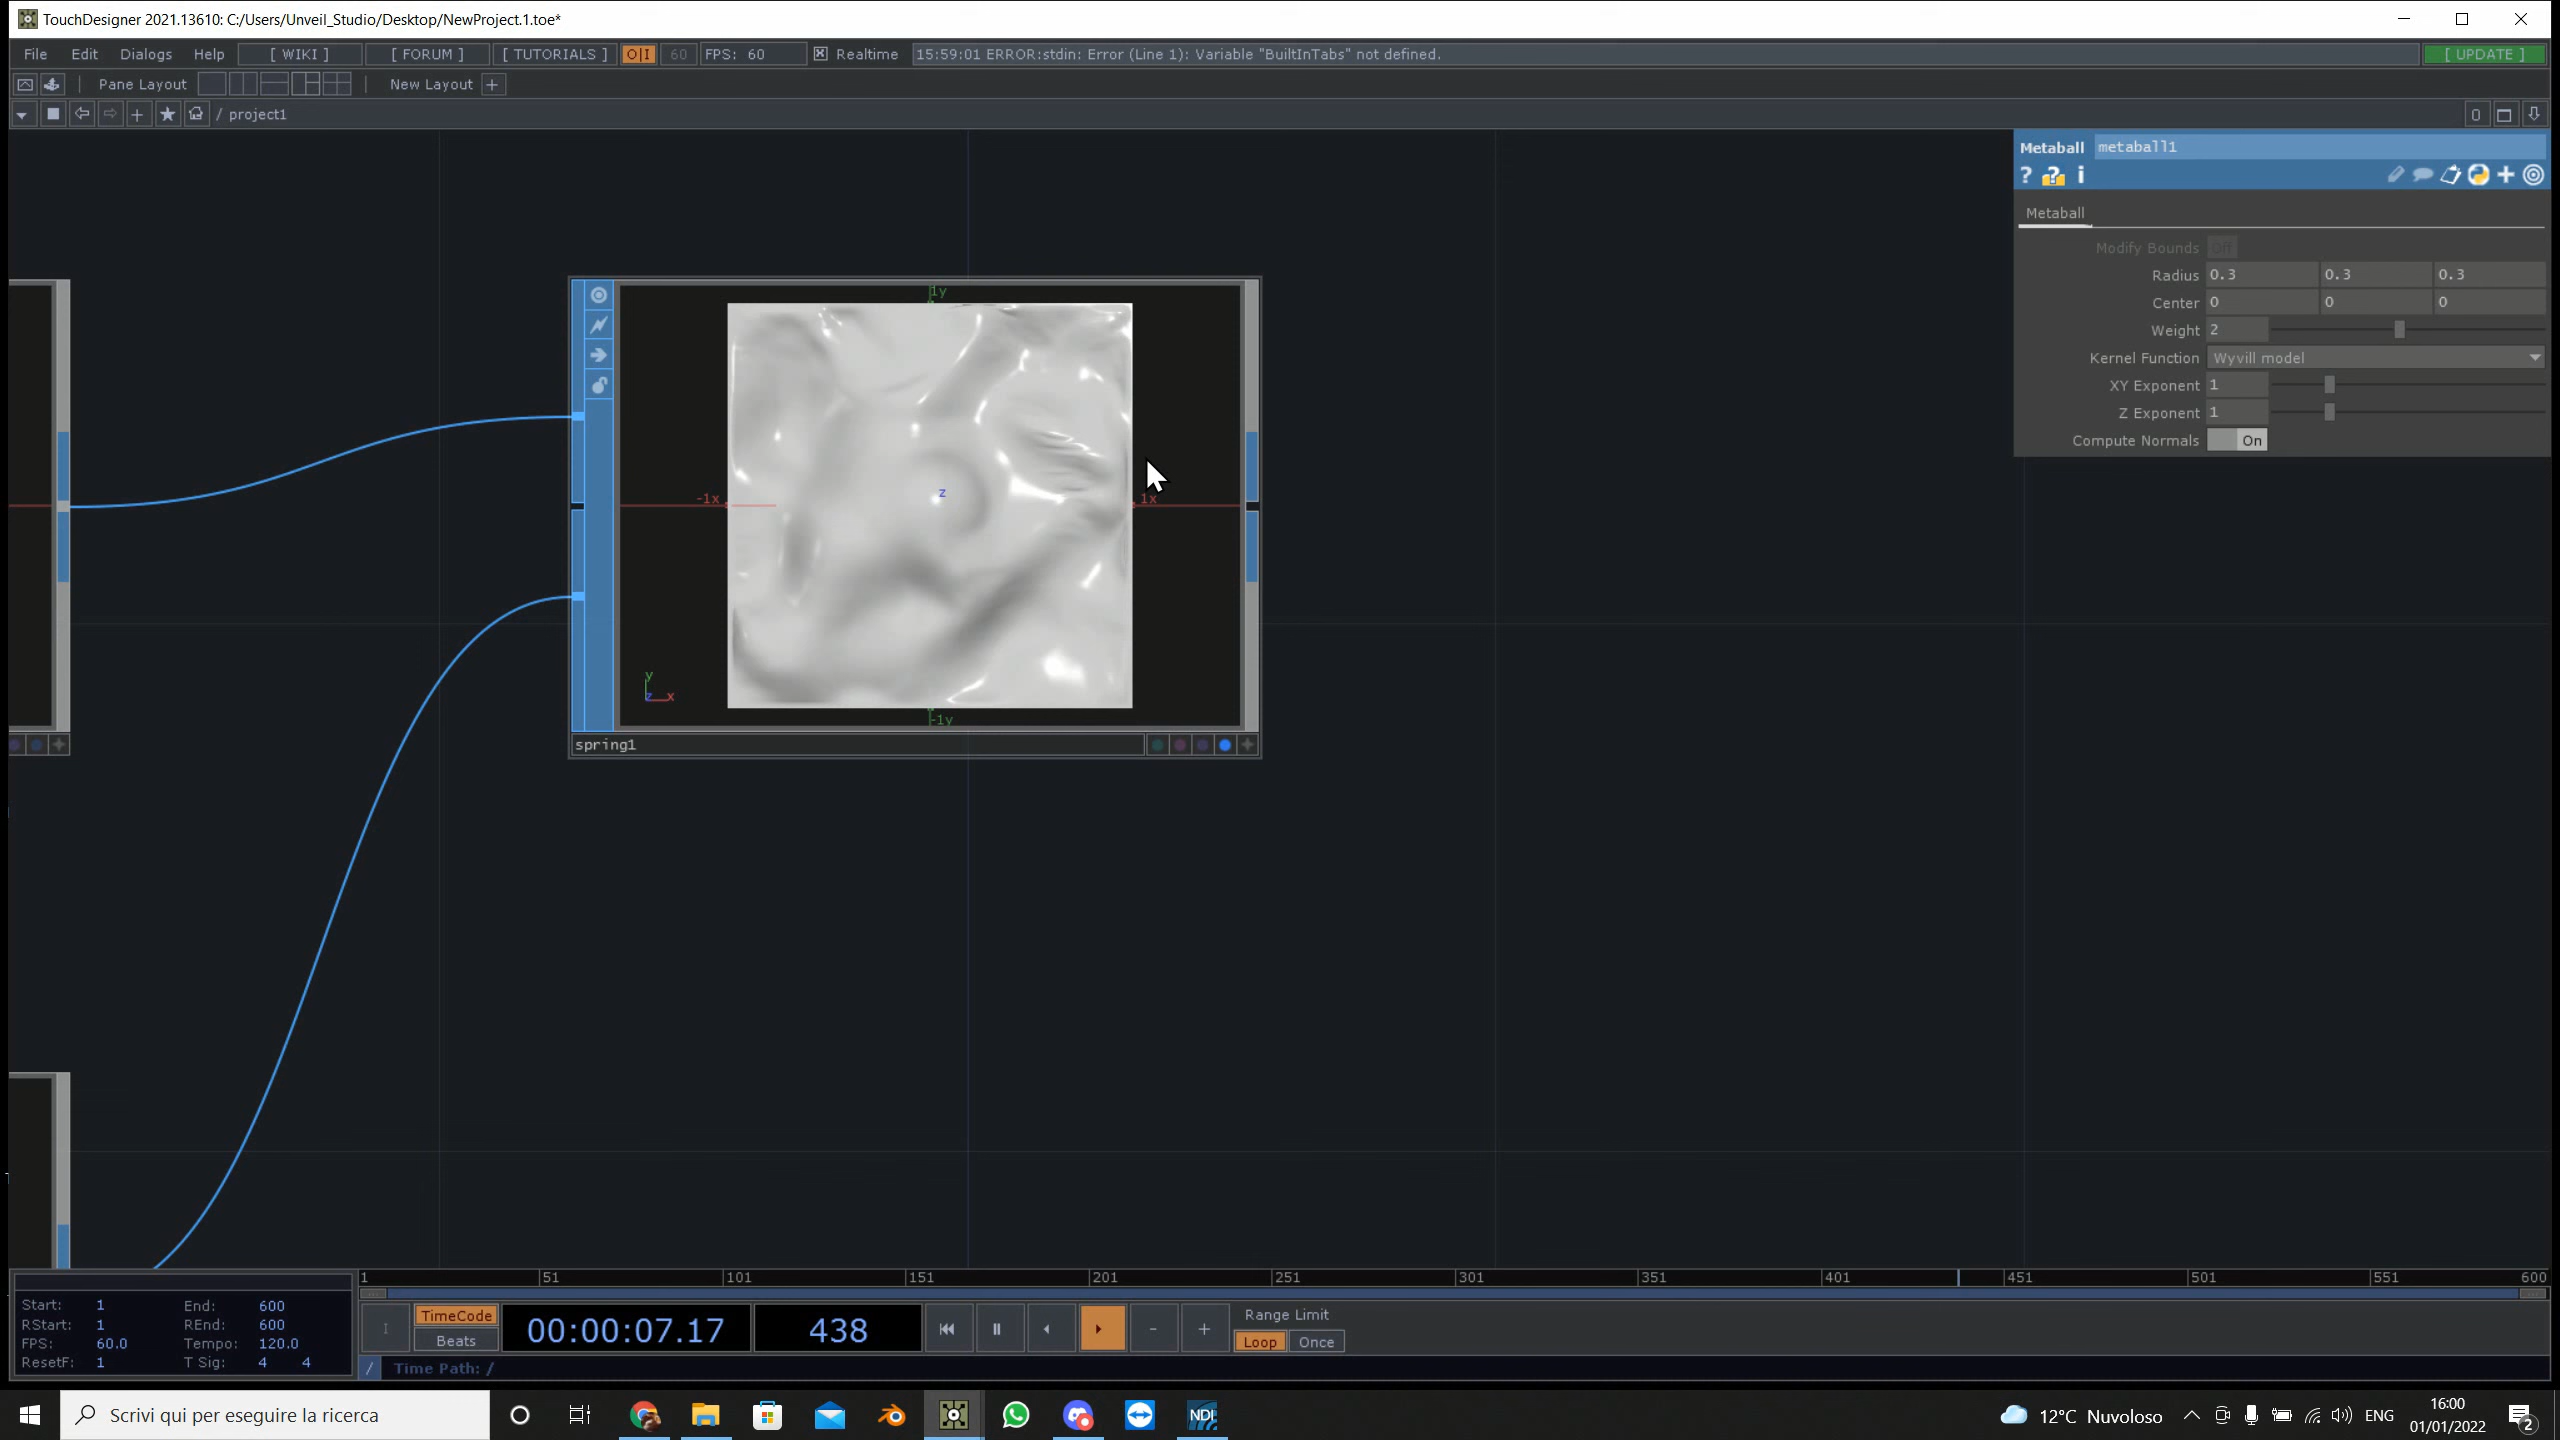 TouchDesigner 2021.13610: C:/Users/Unveil_Studio/Desktop/NewProject.1.toe*
File Edit Dialogs Help [ WIKI ] [ FORUM ] [ TUTORIALS ] O|I 60 FPS: 60 Realtime 15:59:01 ERROR:stdin: Error (Line 1): Variable "BuiltInTabs" not defined. [ UPDATE ]
Pane Layout New Layout +
/ project1 0
Metaball metaball1
? ? i
Metaball
Modify Bounds Off
Radius 0.3 0.3 0.3
Center 0 0 0
Weight 2
Kernel Function Wyvill model
XY Exponent 1
Z Exponent 1
Compute Normals On
1y
z
-1x 1x
y
z x
-1y
spring1
1 51 101 151 201 251 301 351 401 451 501 551 600
Start: 1 End: 600
RStart: 1 REnd: 600
FPS: 60.0 Tempo: 120.0
ResetF: 1 T Sig: 4 4
I TimeCode 00:00:07.17 438 - + Range Limit
Beats Loop Once
/ Time Path: /
Scrivi qui per eseguire la ricerca
NDI
12°C Nuvoloso ENG 16:00
01/01/2022 2